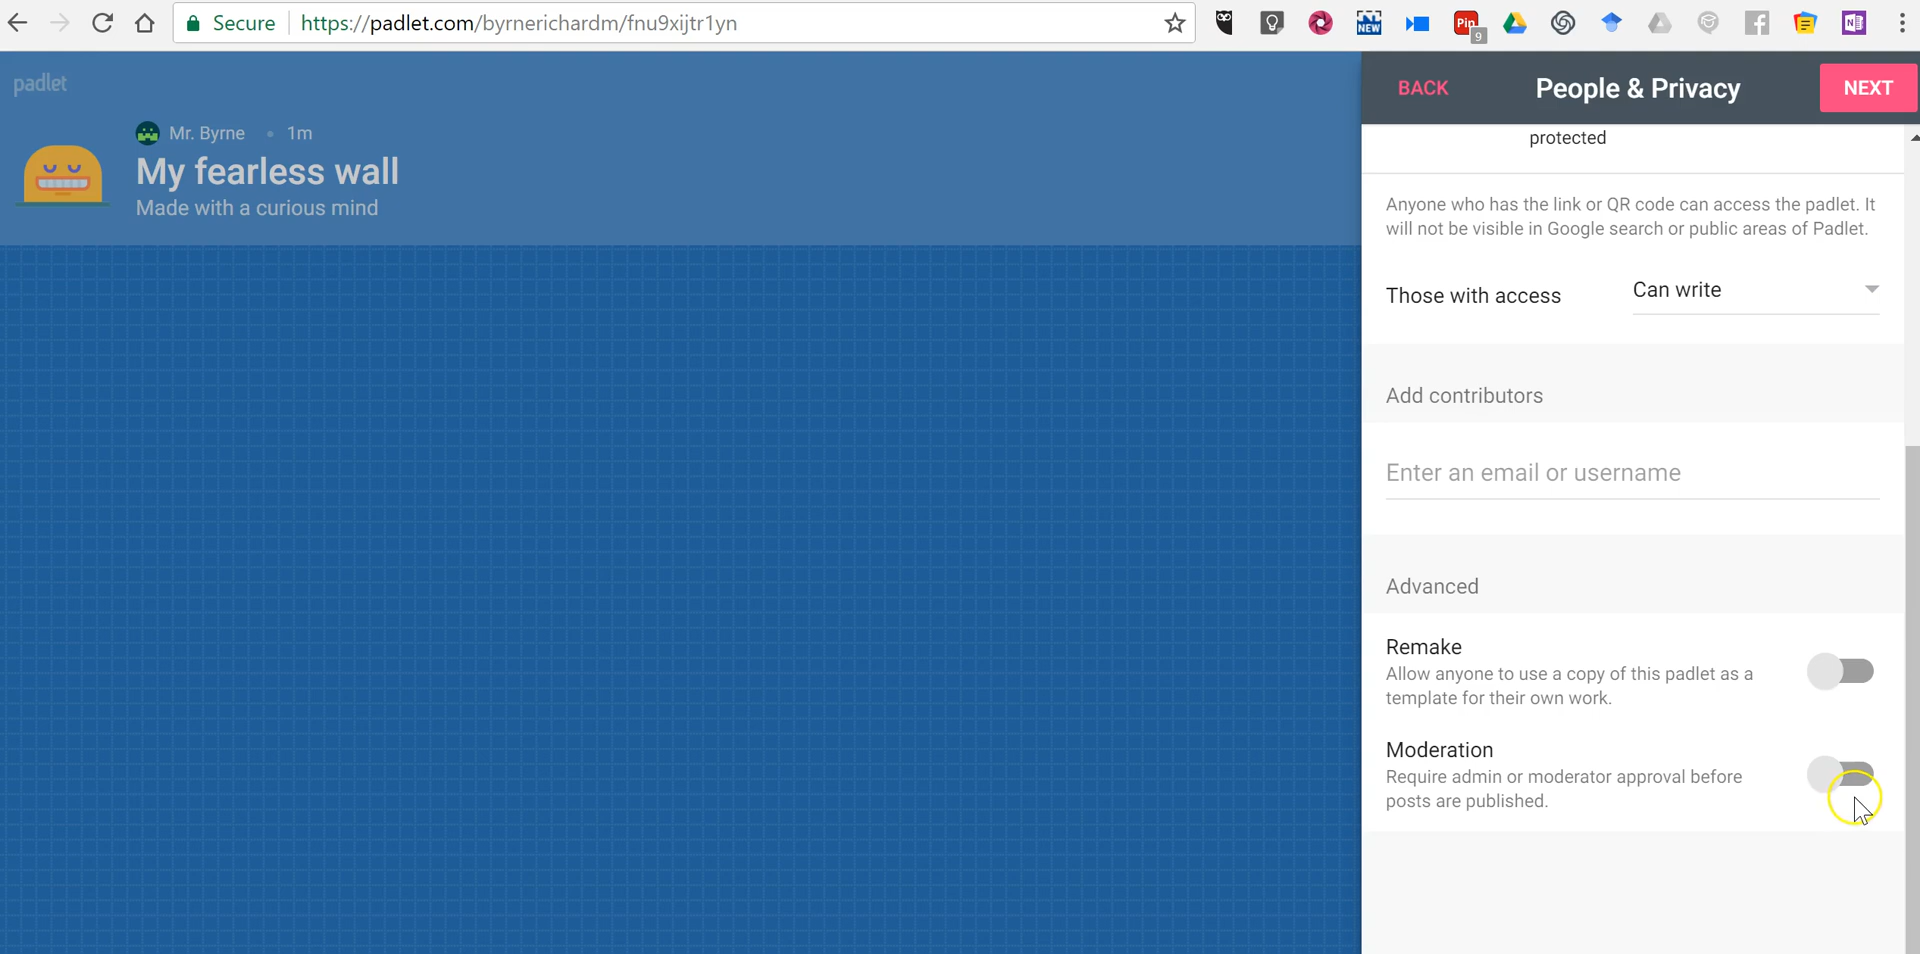 Secure
https://padlet.com/byrnerichardm/fnu9xijtr1yn
NEW
Pin
9
N
padlet
Mr. Byrne • 1m
My fearless wall
Made with a curious mind
BACK
People & Privacy
NEXT
protected
Anyone who has the link or QR code can access the padlet. It
will not be visible in Google search or public areas of Padlet.
Those with access
Can write
Add contributors
Enter an email or username
Advanced
Remake
Allow anyone to use a copy of this padlet as a
template for their own work.
Moderation
Require admin or moderator approval before
posts are published.